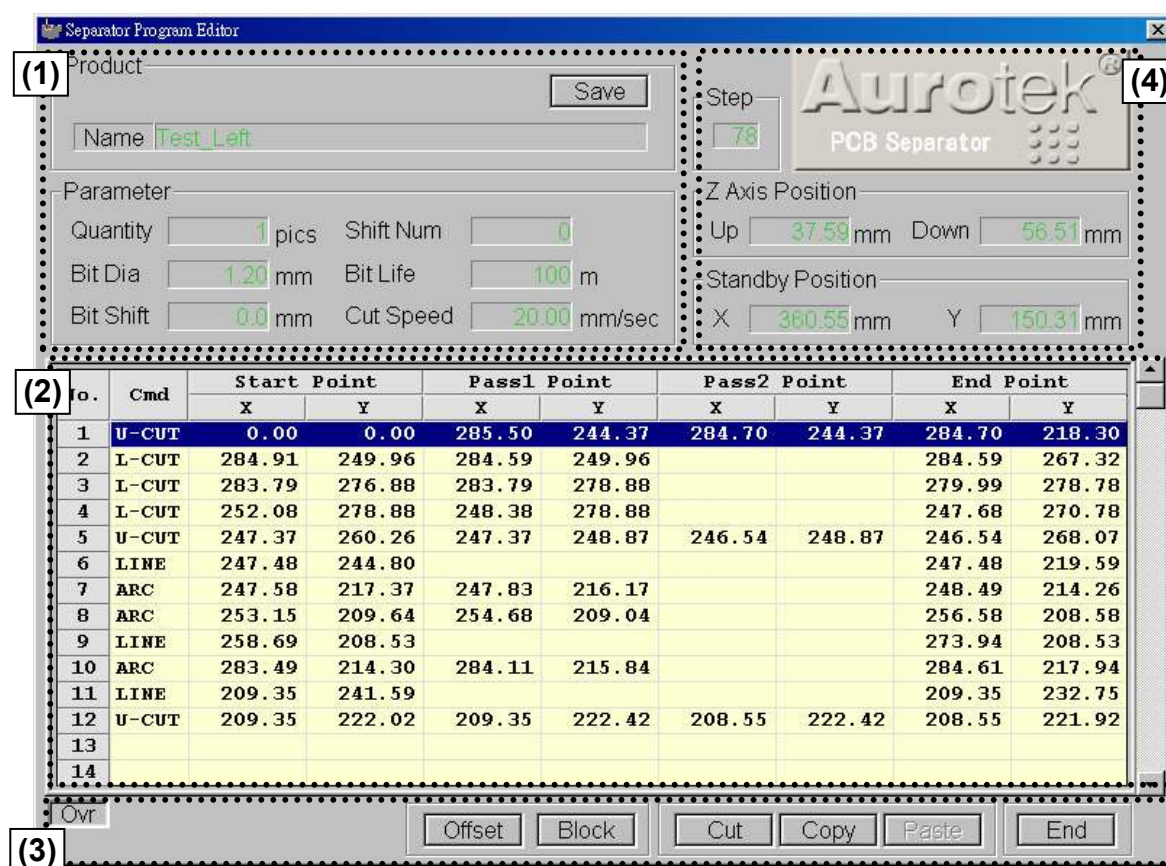 Separator Program Editor
(1)
Product
Save
Name Test_Left
Parameter
Quantity 1 pics Shift Num 0
Bit Dia 1.20 mm Bit Life 100 m
Bit Shift 0.0 mm Cut Speed 20.00 mm/sec
(4)
Step
78
Aurotek®
PCB Separator
Z Axis Position
Up 37.59 mm Down 56.51 mm
Standby Position
X 360.55 mm Y 150.31 mm
(2)
No. Cmd Start Point Pass1 Point Pass2 Point End Point
X Y X Y X Y X Y
1 U-CUT 0.00 0.00 285.50 244.37 284.70 244.37 284.70 218.30
2 L-CUT 284.91 249.96 284.59 249.96 284.59 267.32
3 L-CUT 283.79 276.88 283.79 278.88 279.99 278.78
4 L-CUT 252.08 278.88 248.38 278.88 247.68 270.78
5 U-CUT 247.37 260.26 247.37 248.87 246.54 248.87 246.54 268.07
6 LINE 247.48 244.80 247.48 219.59
7 ARC 247.58 217.37 247.83 216.17 248.49 214.26
8 ARC 253.15 209.64 254.68 209.04 256.58 208.58
9 LINE 258.69 208.53 273.94 208.53
10 ARC 283.49 214.30 284.11 215.84 284.61 217.94
11 LINE 209.35 241.59 209.35 232.75
12 U-CUT 209.35 222.02 209.35 222.42 208.55 222.42 208.55 221.92
13
14
(3)
Ovr
Offset Block Cut Copy Paste End